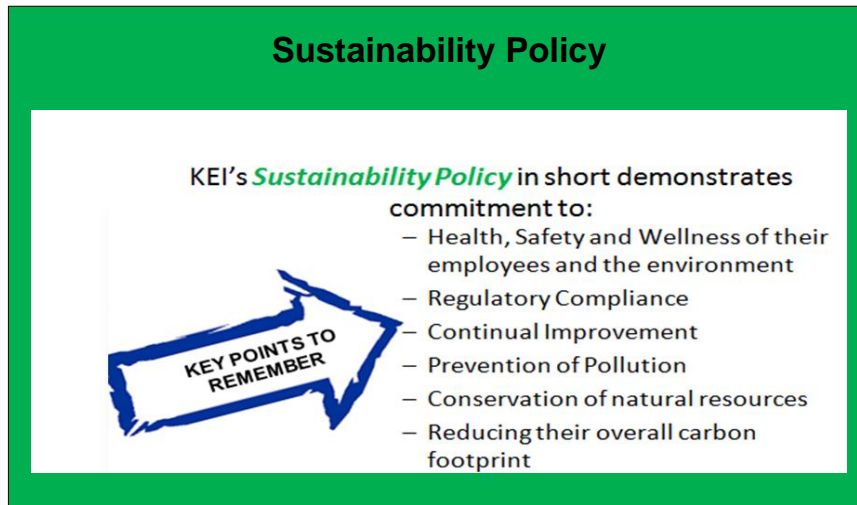 Sustainability Policy
KEI's Sustainability Policy in short demonstrates
commitment to:
– Health, Safety and Wellness of their
employees and the environment
– Regulatory Compliance
– Continual Improvement
– Prevention of Pollution
– Conservation of natural resources
– Reducing their overall carbon
footprint
KEY POINTS TO
REMEMBER